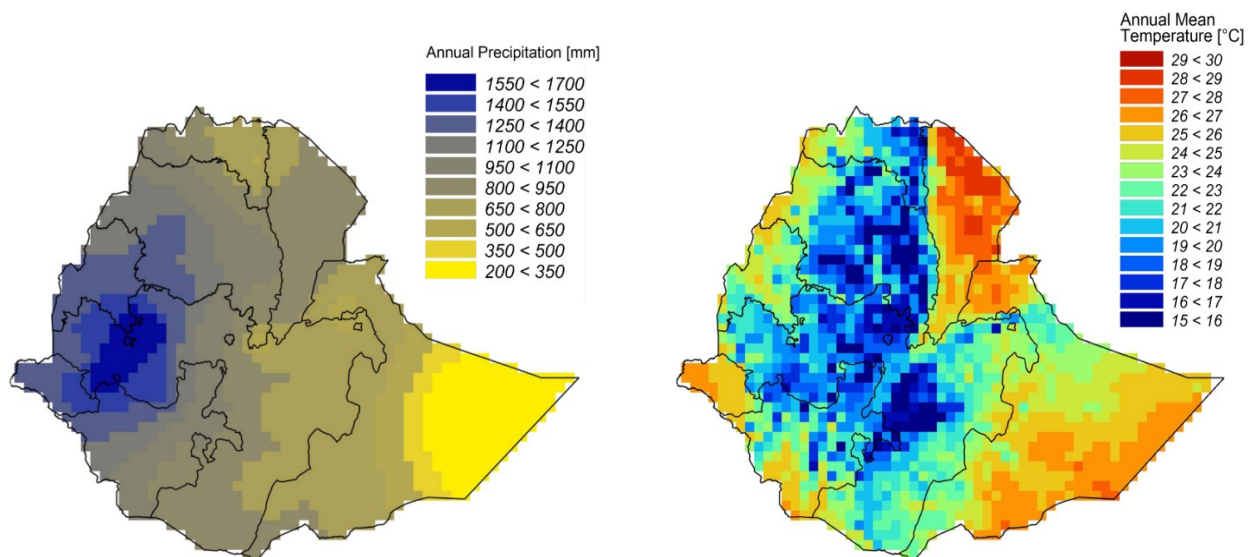 Annual Precipitation [mm]
1550 < 1700
1400 < 1550
1250 < 1400
1100 < 1250
950 < 1100
800 < 950
650 < 800
500 < 650
350 < 500
200 < 350
Annual Mean
Temperature [°C]
29 < 30
28 < 29
27 < 28
26 < 27
25 < 26
24 < 25
23 < 24
22 < 23
21 < 22
20 < 21
19 < 20
18 < 19
17 < 18
16 < 17
15 < 16